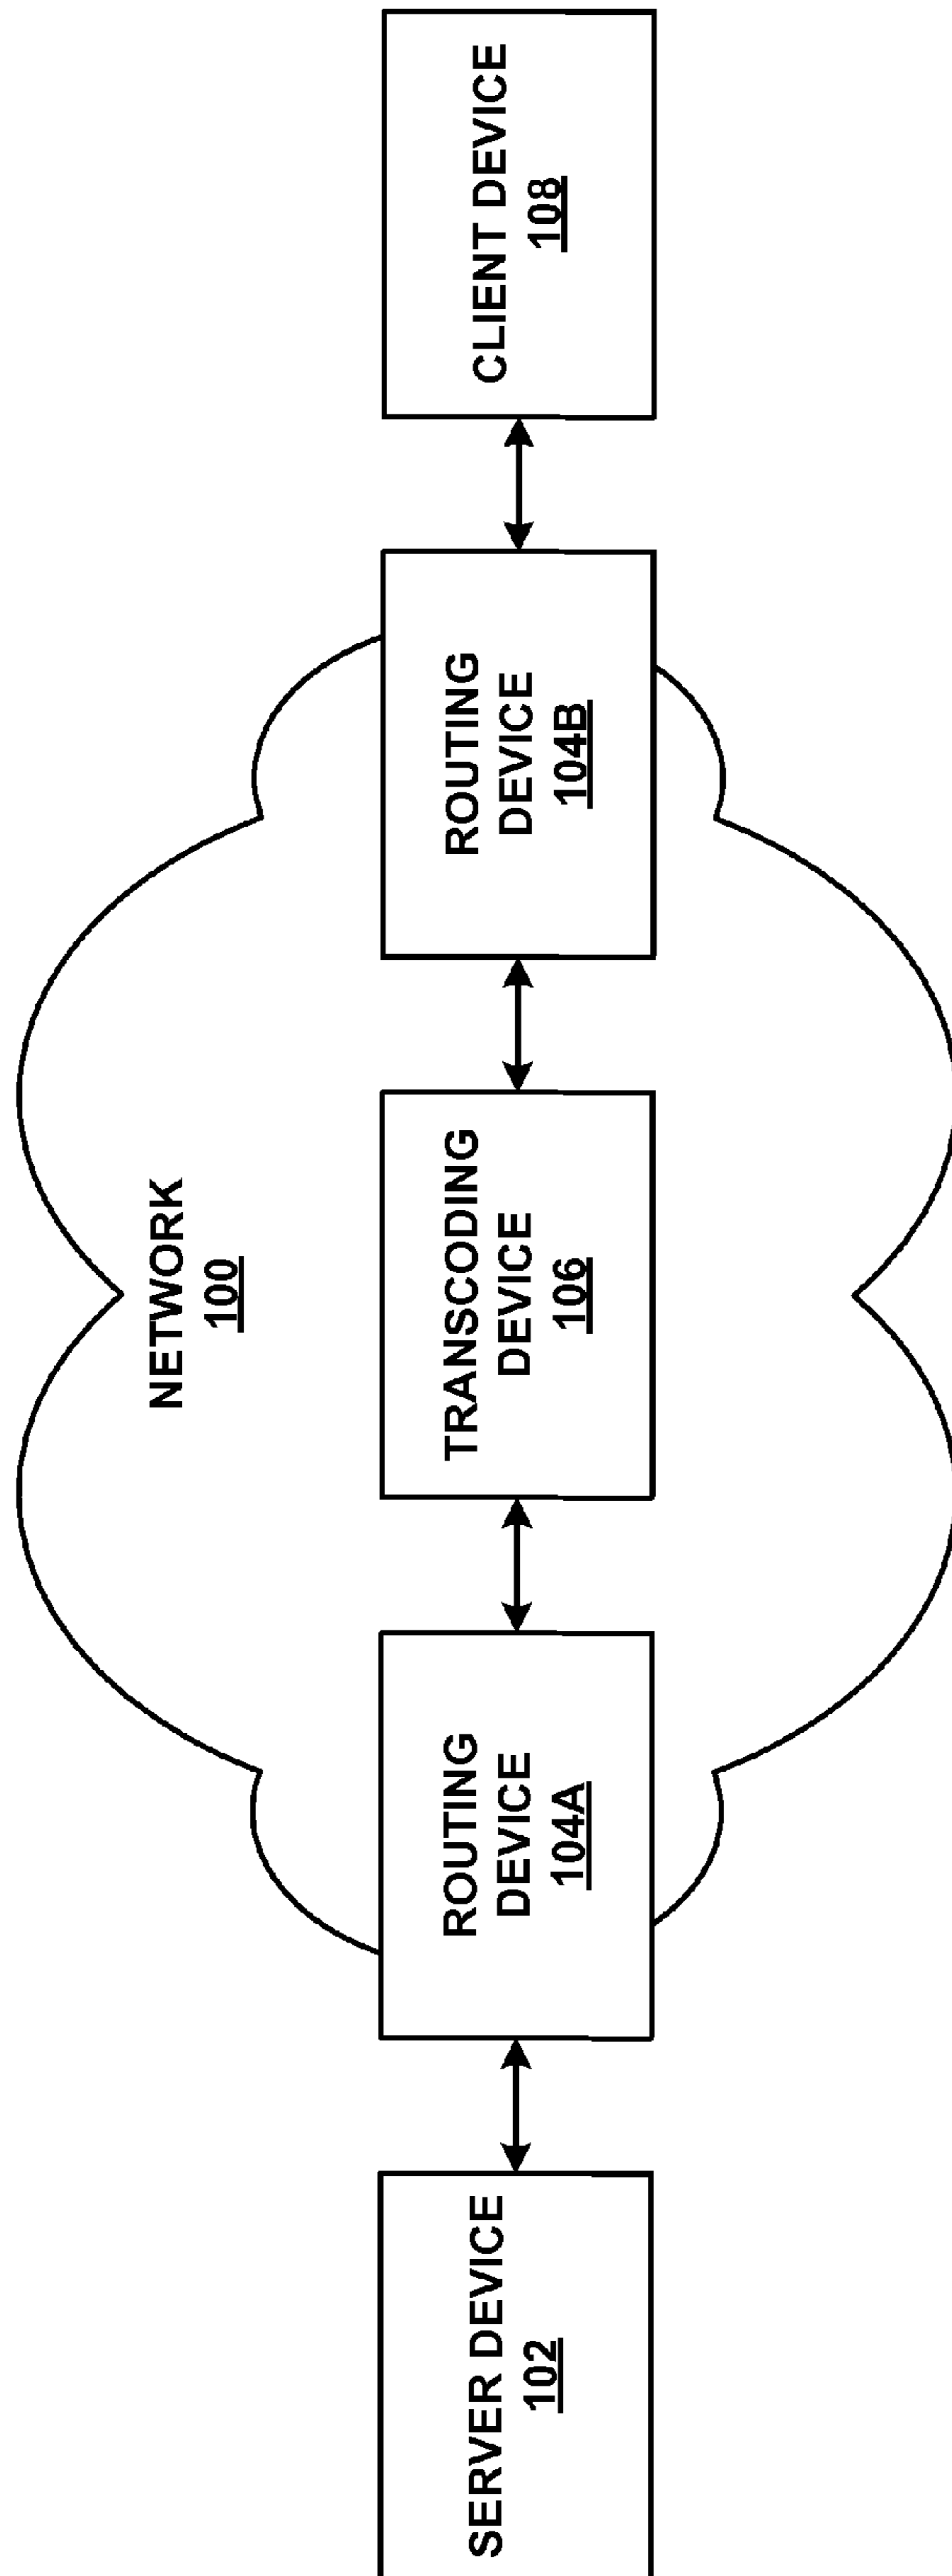 NETWORK
100
SERVER DEVICE
102
ROUTING
DEVICE
104A
TRANSCODING
DEVICE
106
ROUTING
DEVICE
104B
CLIENT DEVICE
108